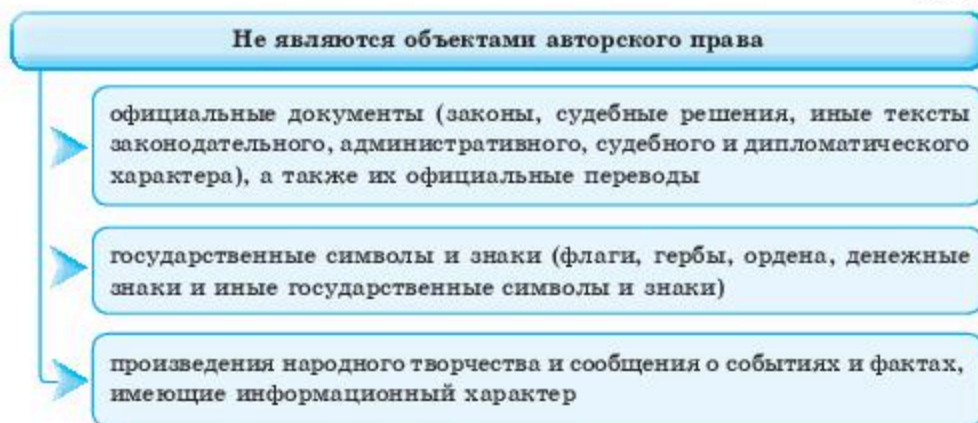 Не являются объектами авторского права
официальные документы (законы, судебные решения, иные тексты
законодательного, административного, судебного и дипломатического
характера), а также их официальные переводы
государственные символы и знаки (флаги, гербы, ордена, денежные
знаки и иные государственные символы и знаки)
произведения народного творчества и сообщения о событиях и фактах,
имеющие информационный характер